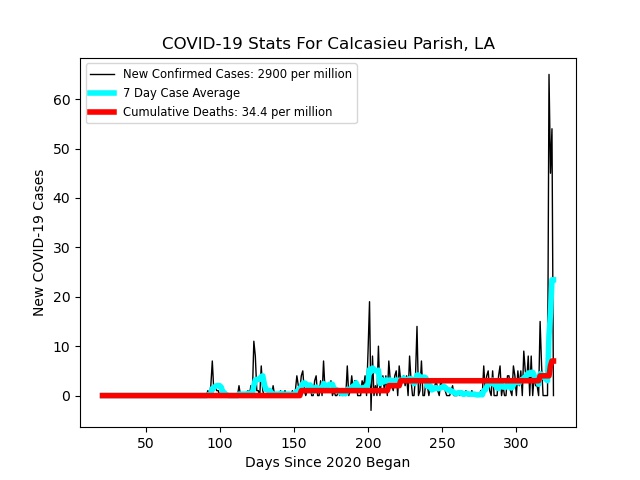 COVID-19 Stats For Calcasieu Parish, LA
New Confirmed Cases: 2900 per million
7 Day Case Average
Cumulative Deaths: 34.4 per million
New COVID-19 Cases
60
50
40
30
20
10
0
50 100 150 200 250 300
Days Since 2020 Began